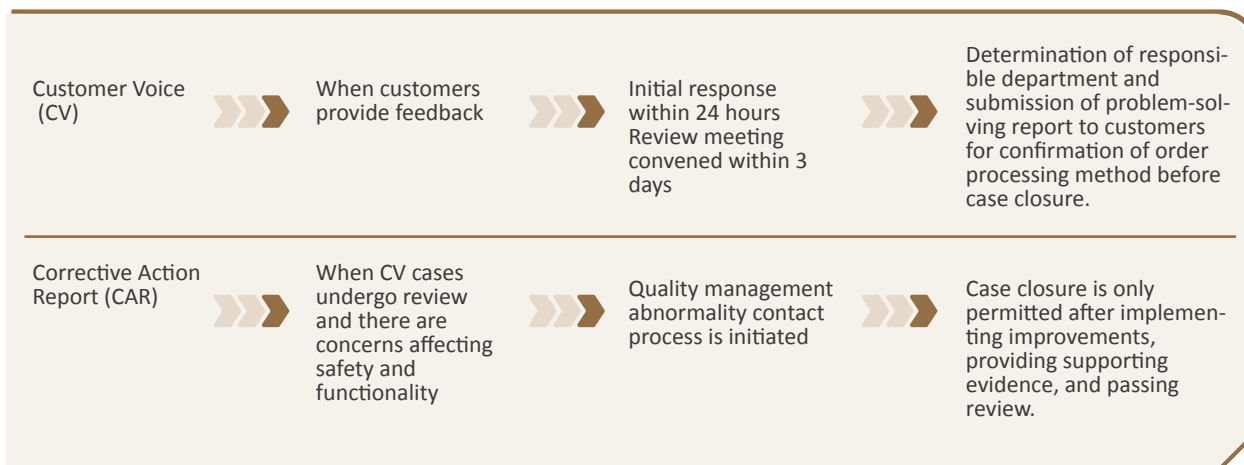 Customer Voice
(CV)
When customers
provide feedback
Initial response
within 24 hours
Review meeting
convened within 3
days
Determination of responsi-
ble department and
submission of problem-sol-
ving report to customers
for confirmation of order
processing method before
case closure.
Corrective Action
Report (CAR)
When CV cases
undergo review
and there are
concerns affecting
safety and
functionality
Quality management
abnormality contact
process is initiated
Case closure is only
permitted after implemen-
ting improvements,
providing supporting
evidence, and passing
review.